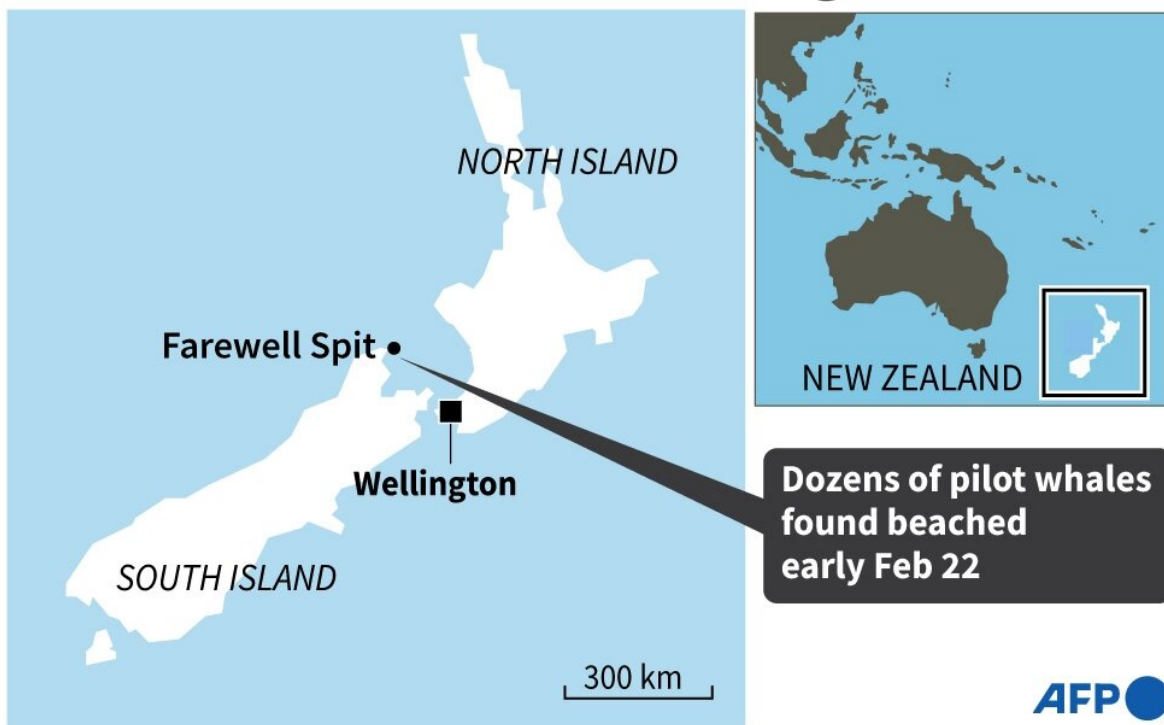 NORTH ISLAND
Farewell Spit
Wellington
SOUTH ISLAND
300 km
NEW ZEALAND
Dozens of pilot whales
found beached
early Feb 22
AFP